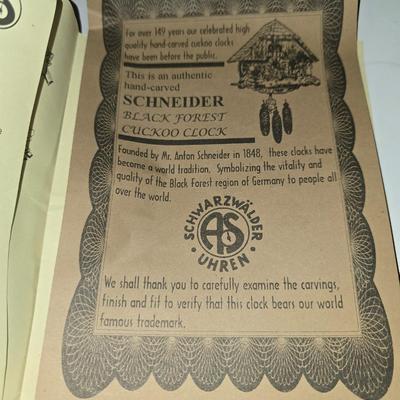 For over 149 years our celebrated high
quality hand-carved cuckoo clocks
have been before the public.
This is an authentic
hand-carved
SCHNEIDER
BLACK FOREST
CUCKOO CLOCK
Founded by Mr. Anton Schneider in 1848, these clocks have
become a world tradition. Symbolizing the vitality and
quality of the Black Forest region of Germany to people all
over the world.
SCHWARZWÄLDER
AS
UHREN
We shall thank you to carefully examine the carvings,
finish and fit to verify that this clock bears our world
famous trademark.